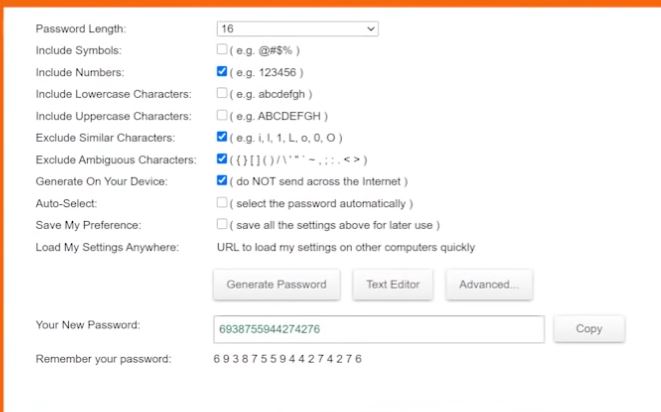 Password Length: 16
Include Symbols: ( e.g. @#$% )
Include Numbers: ( e.g. 123456 )
Include Lowercase Characters: ( e.g. abcdefgh )
Include Uppercase Characters: ( e.g. ABCDEFGH )
Exclude Similar Characters: ( e.g. i, l, 1, L, o, 0, O )
Exclude Ambiguous Characters: ( { } [ ] ( ) / \ ' " ` ~ , ; : . < > )
Generate On Your Device: ( do NOT send across the Internet )
Auto-Select: ( select the password automatically )
Save My Preference: ( save all the settings above for later use )
Load My Settings Anywhere: URL to load my settings on other computers quickly
Generate Password Text Editor Advanced...
Your New Password: 6938755944274276 Copy
Remember your password: 6 9 3 8 7 5 5 9 4 4 2 7 4 2 7 6